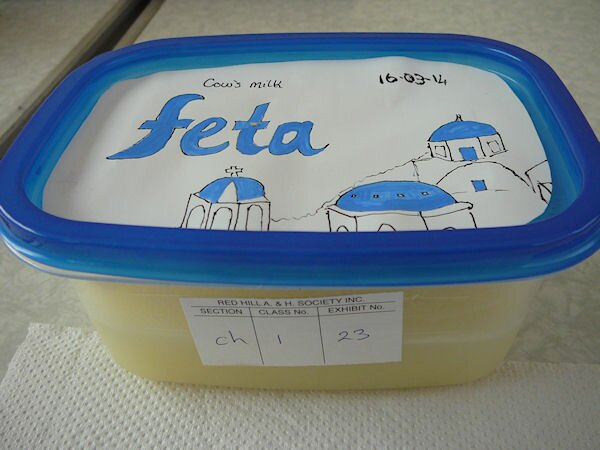 Cow's milk
16-03-14
feta
RED HILL A. & H. SOCIETY INC.
SECTION CLASS No. EXHIBIT No.
ch 1 23